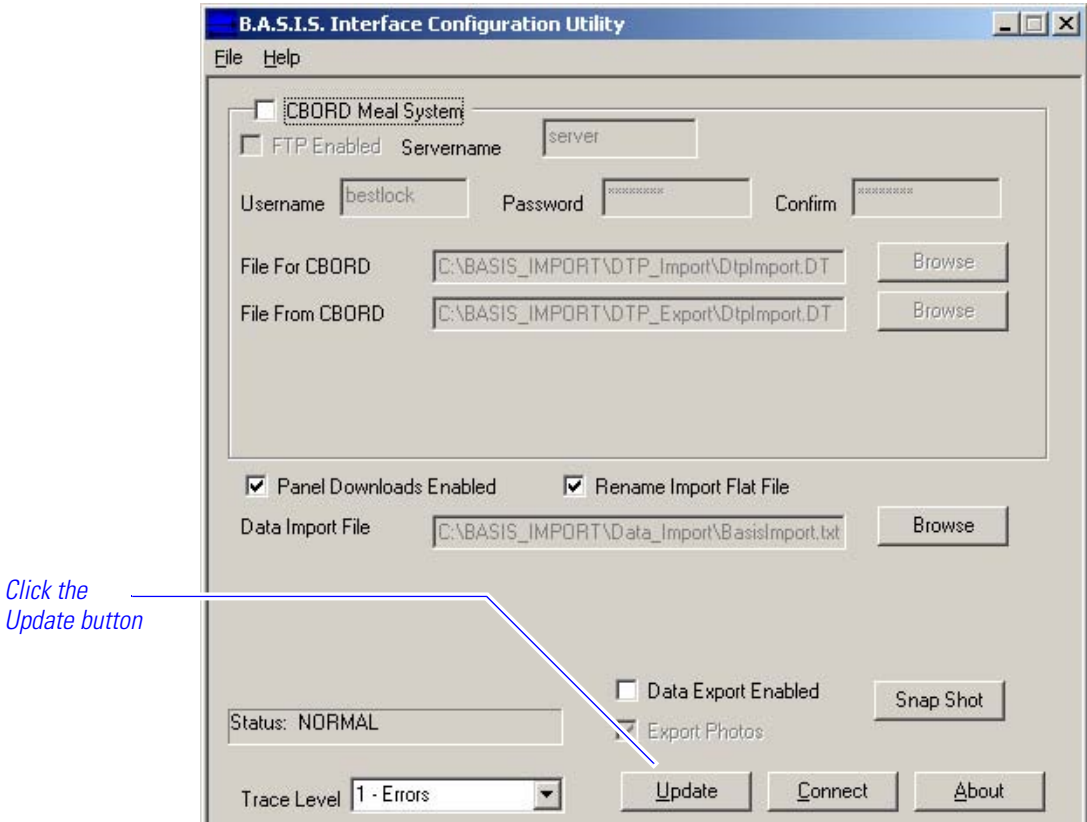 B.A.S.I.S. Interface Configuration Utility
File Help
CBORD Meal System
FTP Enabled Servername server
Username bestlock Password ******** Confirm ********
File For CBORD C:\BASIS_IMPORT\DTP_Import\DtpImport.DT Browse
File From CBORD C:\BASIS_IMPORT\DTP_Export\DtpImport.DT Browse
Panel Downloads Enabled Rename Import Flat File
Data Import File C:\BASIS_IMPORT\Data_Import\BasisImport.txt Browse
Click the
Update button
Data Export Enabled Snap Shot
Status: NORMAL
Export Photos
Trace Level 1 - Errors Update Connect About